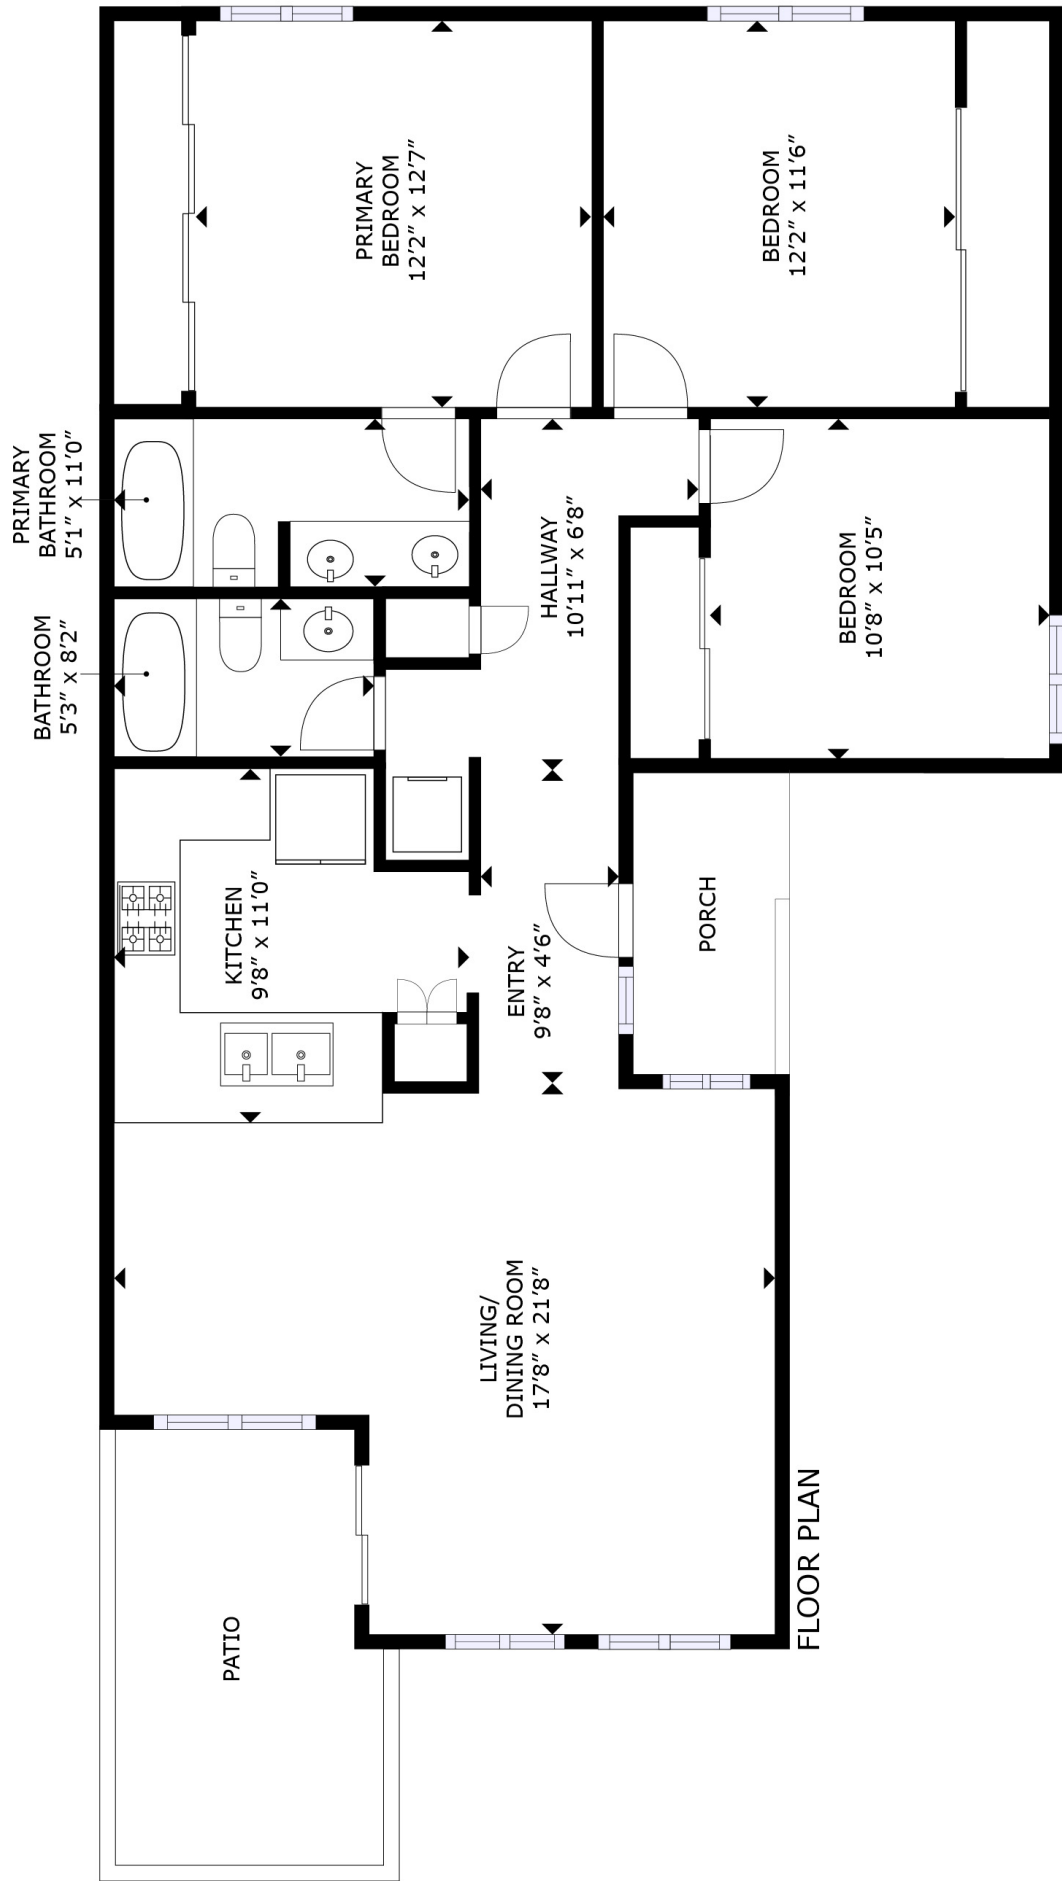 PRIMARY
BATHROOM
5'1" x 11'0"
BATHROOM
5'3" x 8'2"
PRIMARY
BEDROOM
12'2" x 12'7"
BEDROOM
12'2" x 11'6"
HALLWAY
10'11" x 6'8"
BEDROOM
10'8" x 10'5"
KITCHEN
9'8" x 11'0"
ENTRY
9'8" x 4'6"
PORCH
LIVING/
DINING ROOM
17'8" x 21'8"
PATIO
FLOOR PLAN